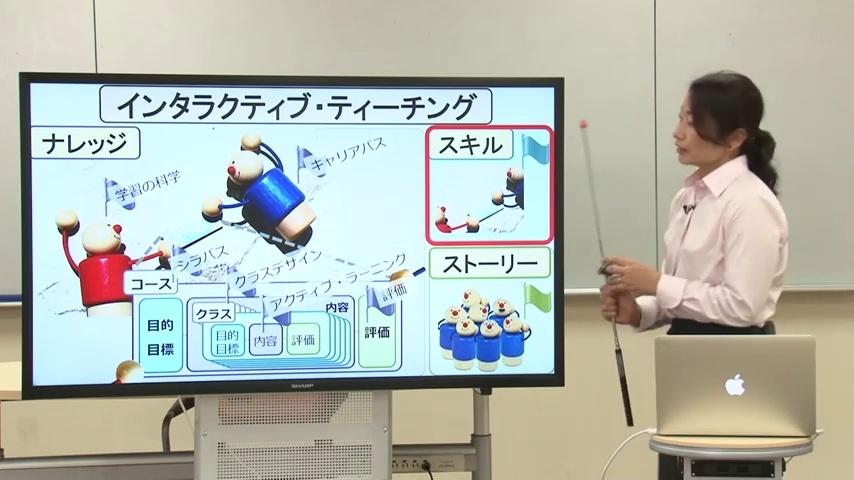 インタラクティブ・ティーチング
ナレッジ
スキル
キャリアパス
学習の科学
シラバス
クラスデザイン
アクティブ・ラーニング
評価
ストーリー
コース
目的
目標
クラス
内容
目的
目標
内容
評価
評価
SHARP